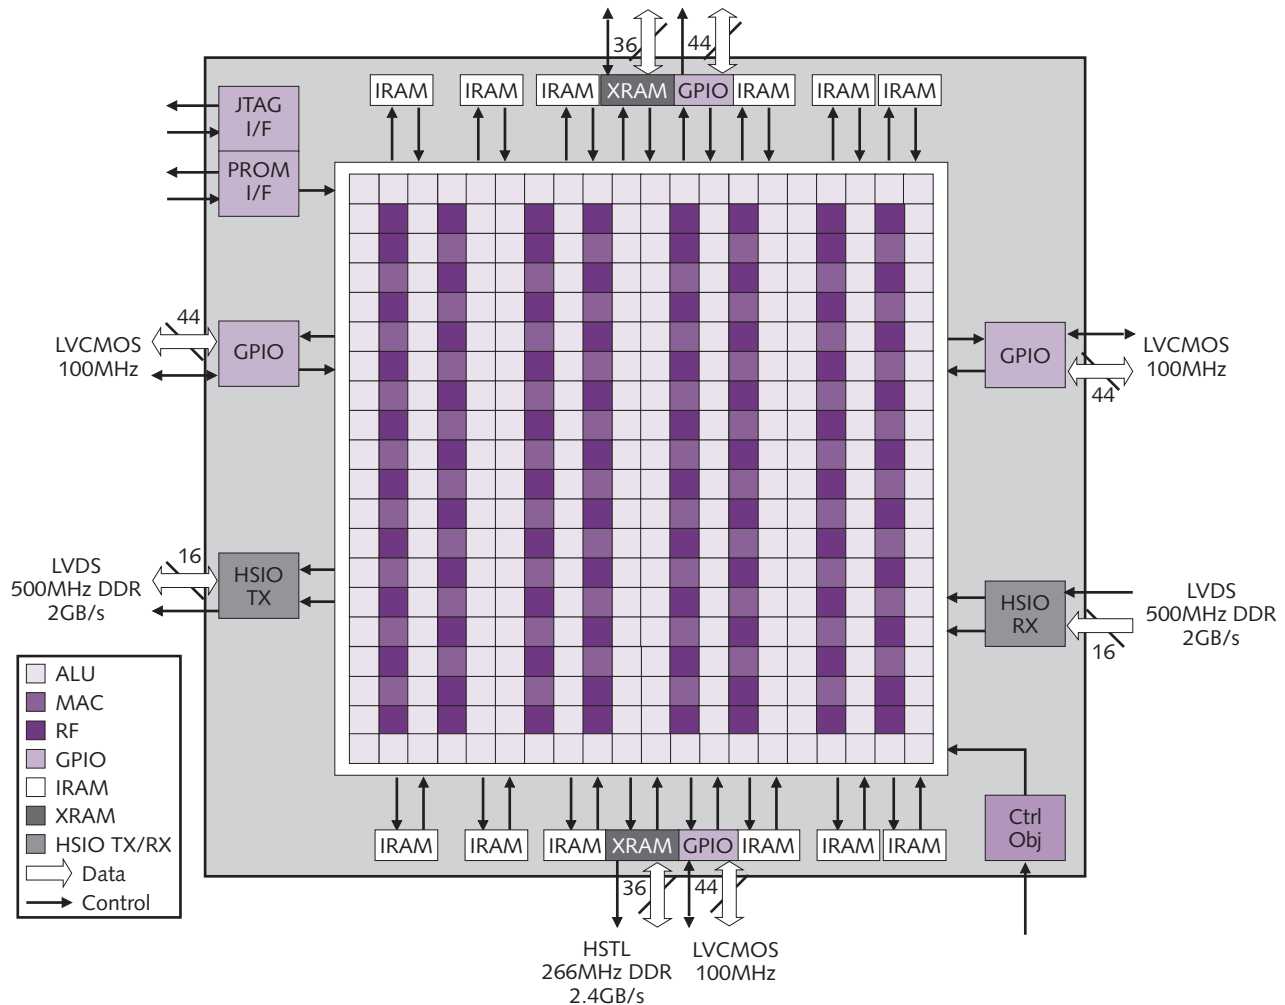 36
44
IRAM
IRAM
IRAM
XRAM
GPIO
IRAM
IRAM
IRAM
JTAG
I/F
PROM
I/F
44
LVCMOS
100MHz
GPIO
GPIO
LVCMOS
100MHz
44
16
LVDS
500MHz DDR
2GB/s
HSIO
TX
HSIO
RX
LVDS
500MHz DDR
2GB/s
16
ALU
MAC
RF
GPIO
IRAM
XRAM
HSIO TX/RX
Data
Control
Ctrl
Obj
IRAM
IRAM
IRAM
XRAM
GPIO
IRAM
IRAM
IRAM
36
44
HSTL
266MHz DDR
2.4GB/s
LVCMOS
100MHz